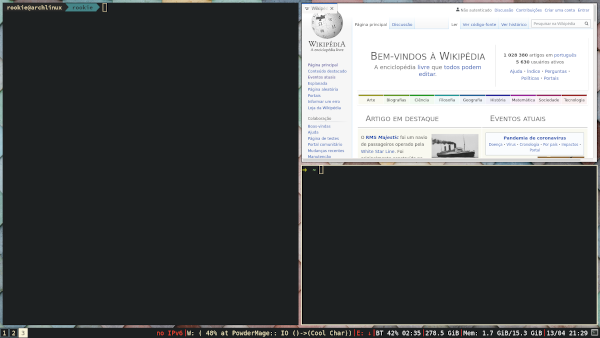 rookie@archlinux rookie
Não autenticado Discussão Contribuições Criar uma conta Entrar
Página principal Discussão Ler Ver código-fonte Ver histórico Pesquisar na Wikipédia
WIKIPÉDIA
A enciclopédia livre
Página principal
Conteúdo destacado
Eventos atuais
Esplanada
Página aleatória
Portais
Informar um erro
Loja da Wikipédia
Colaboração
Boas-vindas
Ajuda
Página de testes
Portal comunitário
Mudanças recentes
Manutenção
BEM-VINDOS À WIKIPÉDIA
A enciclopédia livre que todos podem
editar.
1 028 300 artigos em português
5 630 usuários ativos
Ajuda · Índice · Perguntas ·
Políticas · Portais
Arte Biografias Ciência Filosofia Geografia História Matemática Sociedade Tecnologia
ARTIGO EM DESTAQUE
O RMS Majestic foi um navio
de passageiros operado pela
White Star Line. Foi
EVENTOS ATUAIS
Pandemia de coronavírus
Doença · Vírus · Cronologia · Por país · Impactos ·
Portal
→ ~
1 2 3 no IPv6|W: ( 48% at PowderMage:: IO ()->(Cool Char))|E: ↓|BT 42% 02:35|278.5 GiB|Mem: 1.7 GiB/15.3 GiB|13/04 21:29